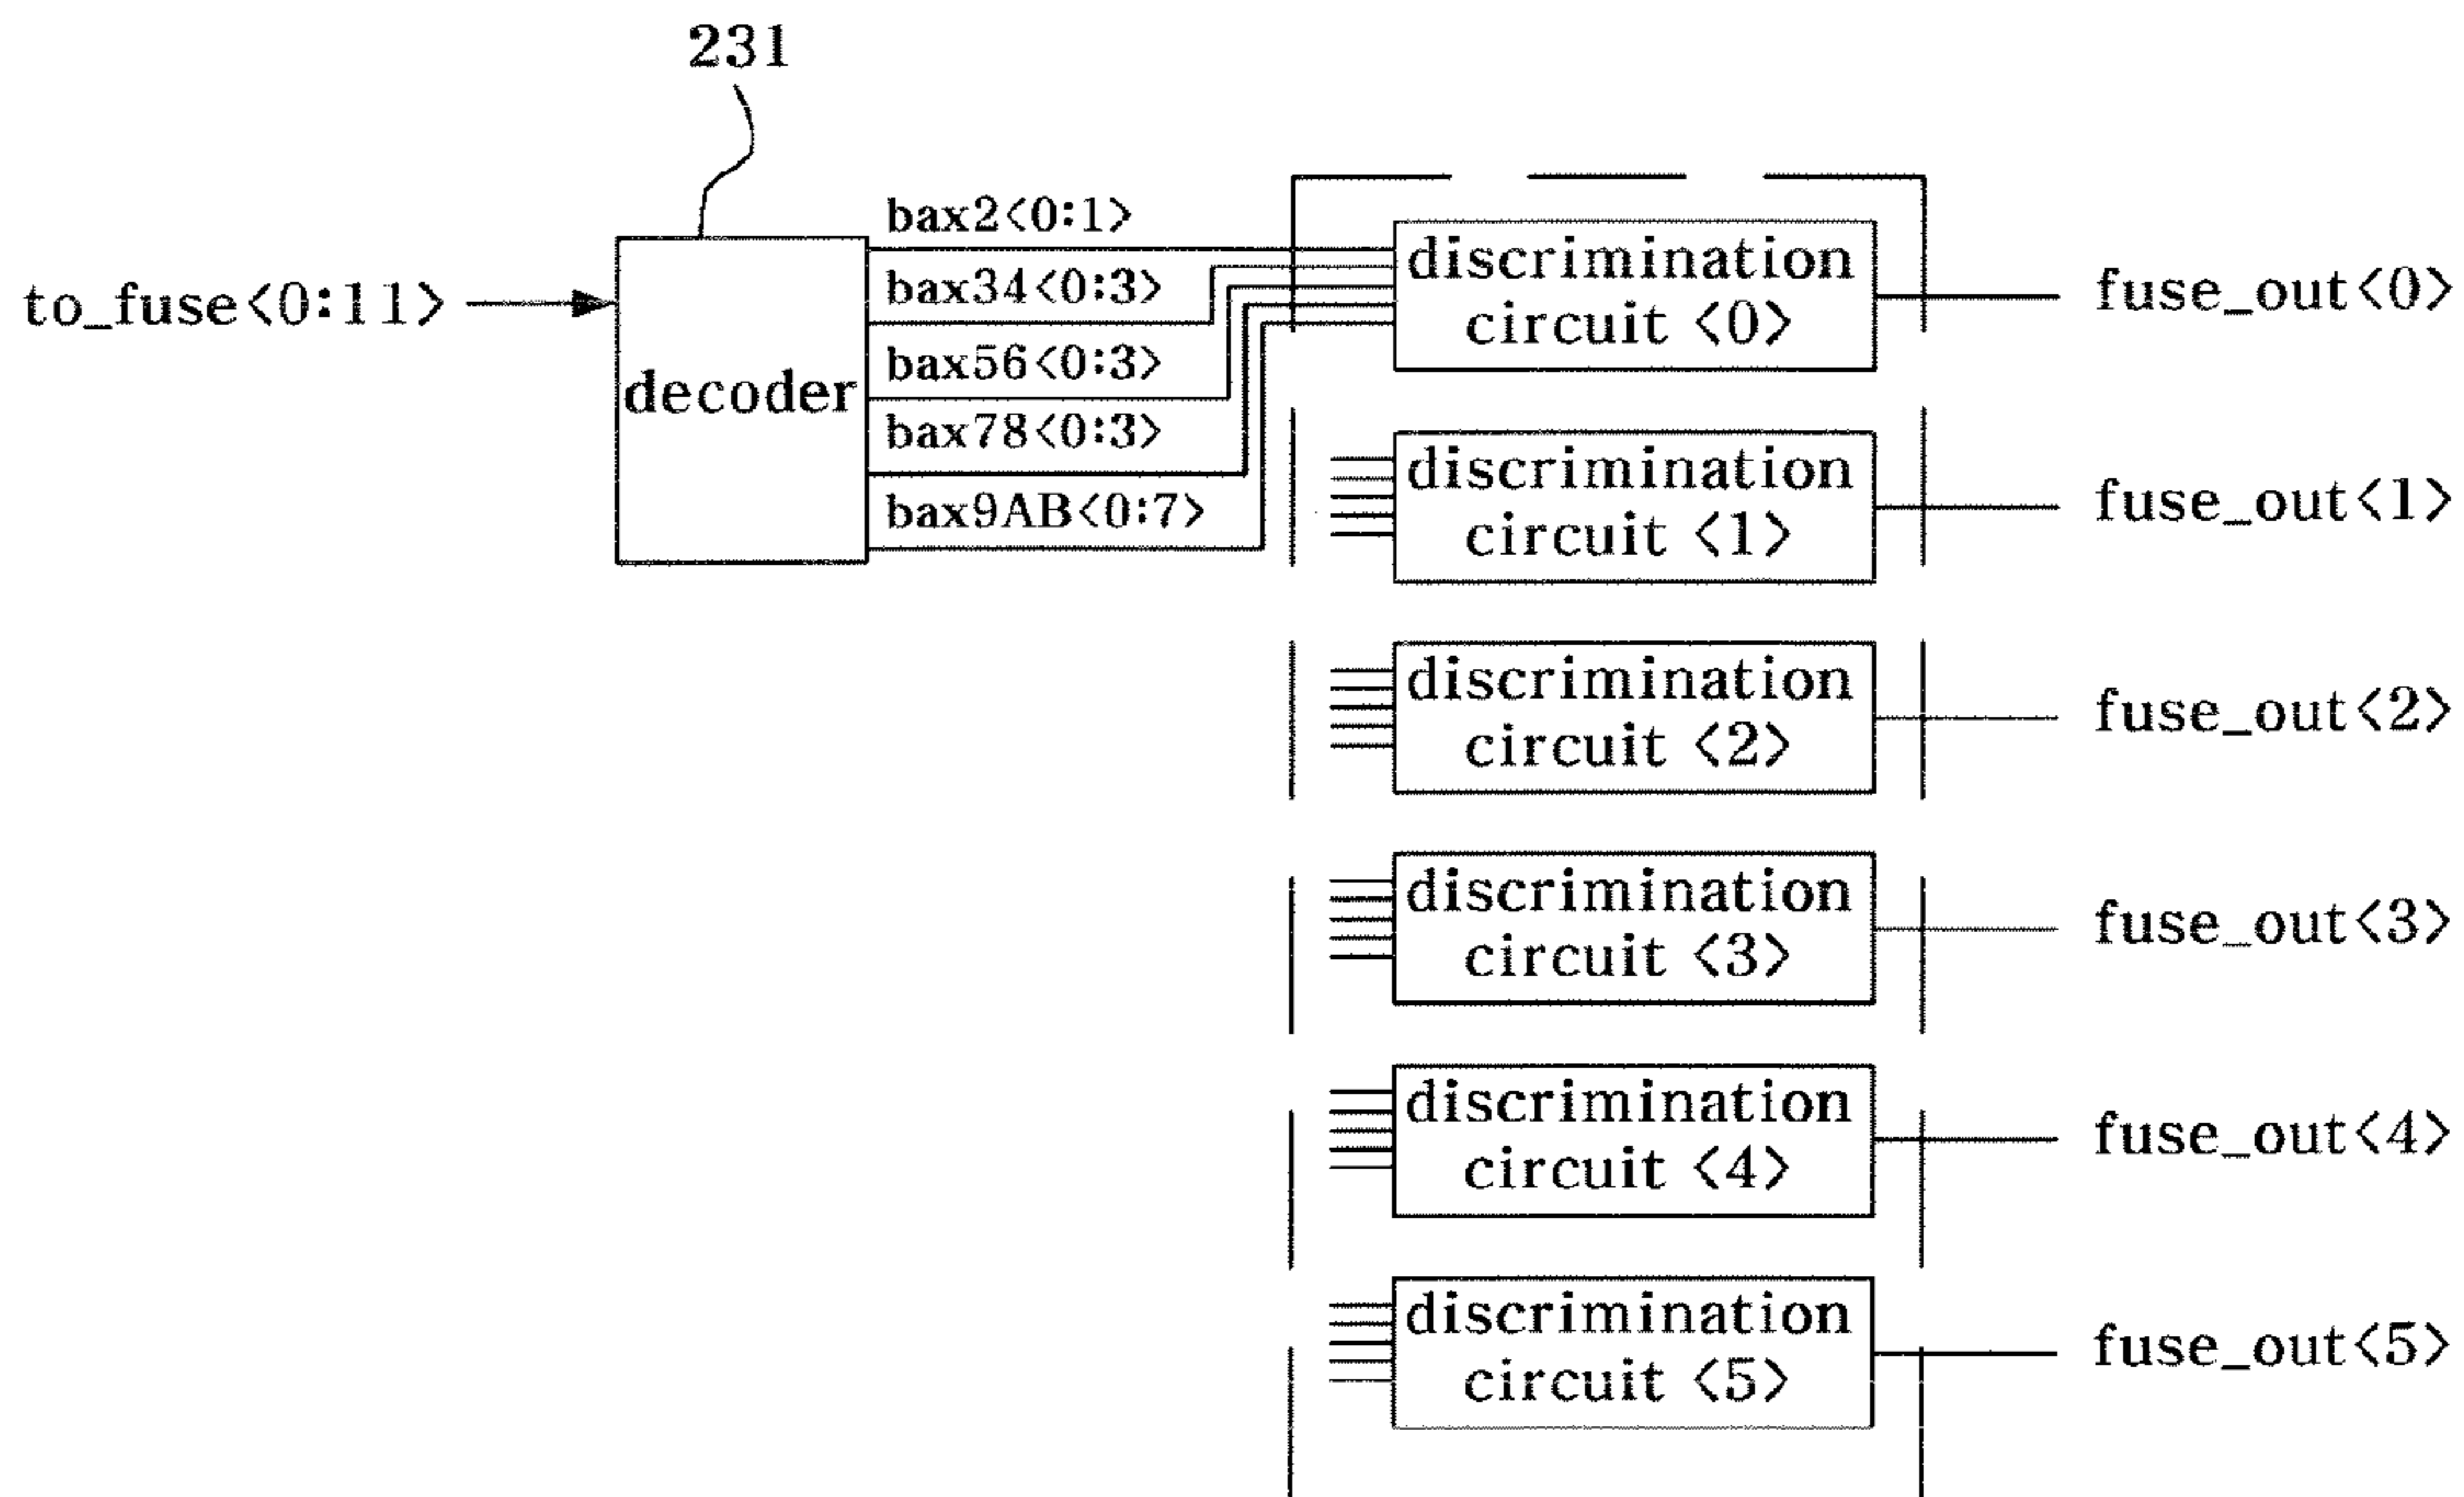 231
to_fuse<0:11>
decoder
bax2<0:1>
bax34<0:3>
bax56<0:3>
bax78<0:3>
bax9AB<0:7>
discrimination
circuit <0>
fuse_out<0>
discrimination
circuit <1>
fuse_out<1>
discrimination
circuit <2>
fuse_out<2>
discrimination
circuit <3>
fuse_out<3>
discrimination
circuit <4>
fuse_out<4>
discrimination
circuit <5>
fuse_out<5>